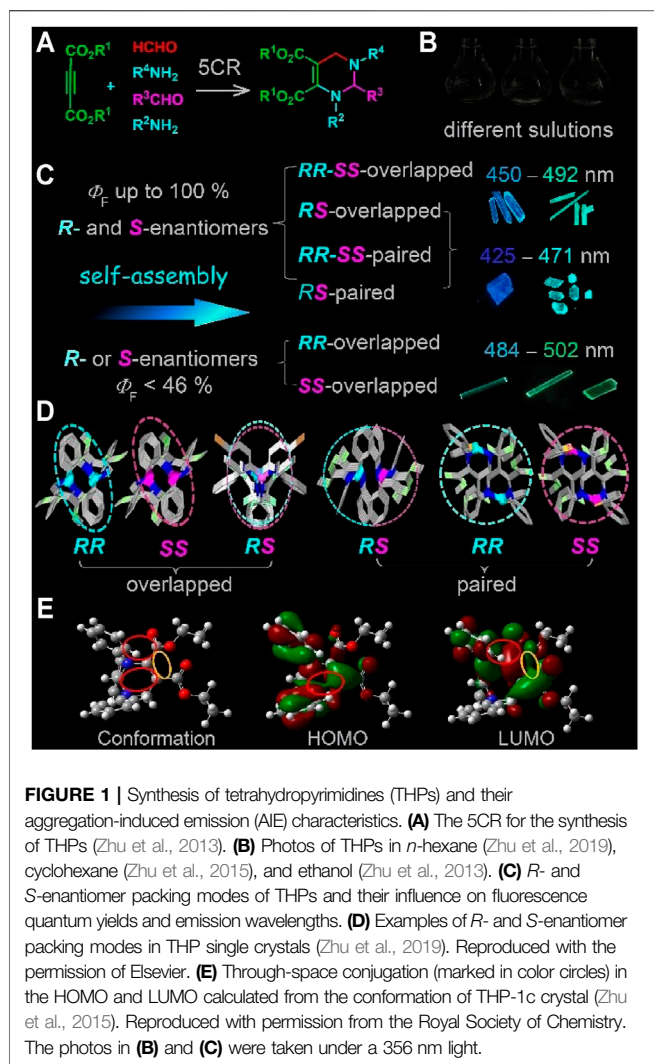 A
B
CO₂R¹
CO₂R¹
+
HCHO
R⁴NH₂
R³CHO
R²NH₂
5CR
R¹O₂C
R¹O₂C
N
R⁴
R³
N
R²
different sulutions
C
Φ_F up to 100 %
R- and S-enantiomers
self-assembly
R- or S-enantiomers
Φ_F < 46 %
RR-SS-overlapped
RS-overlapped
RR-SS-paired
RS-paired
RR-overlapped
SS-overlapped
450 – 492 nm
425 – 471 nm
484 – 502 nm
D
RR SS RS RS RR SS
overlapped paired
E
Conformation HOMO LUMO
FIGURE 1 | Synthesis of tetrahydropyrimidines (THPs) and their
aggregation-induced emission (AIE) characteristics. (A) The 5CR for the synthesis
of THPs (Zhu et al., 2013). (B) Photos of THPs in n-hexane (Zhu et al., 2019),
cyclohexane (Zhu et al., 2015), and ethanol (Zhu et al., 2013). (C) R- and
S-enantiomer packing modes of THPs and their influence on fluorescence
quantum yields and emission wavelengths. (D) Examples of R- and S-enantiomer
packing modes in THP single crystals (Zhu et al., 2019). Reproduced with the
permission of Elsevier. (E) Through-space conjugation (marked in color circles) in
the HOMO and LUMO calculated from the conformation of THP-1c crystal (Zhu
et al., 2015). Reproduced with permission from the Royal Society of Chemistry.
The photos in (B) and (C) were taken under a 356 nm light.